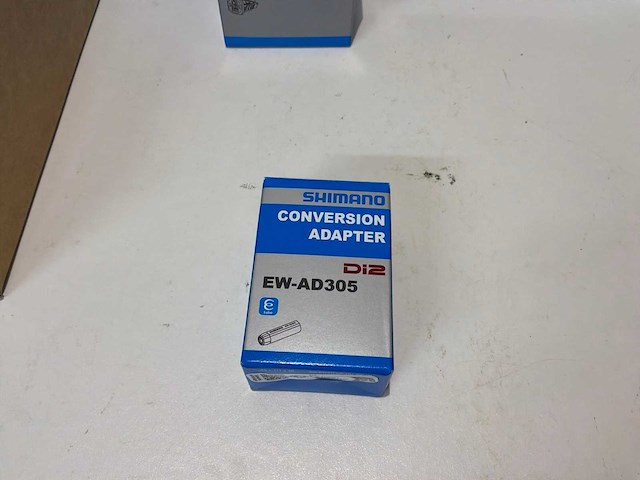 SHIMANO
CONVERSION
ADAPTER
Di2
EW-AD305